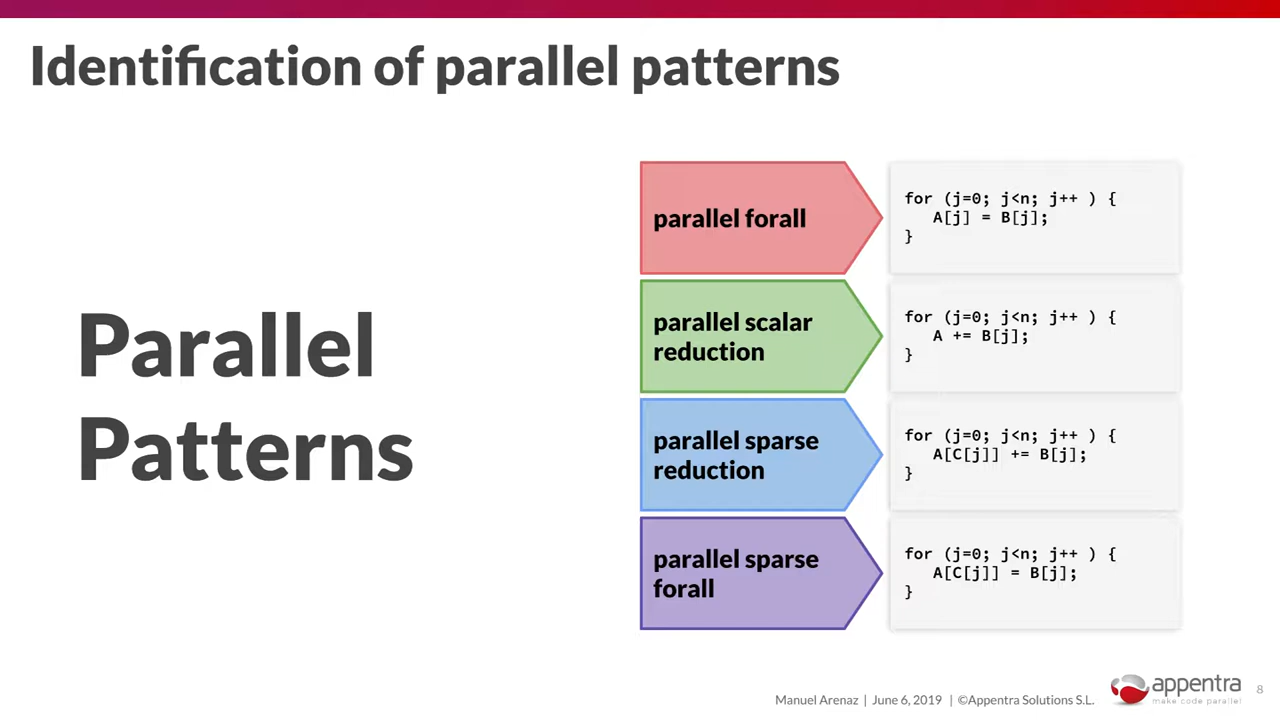 Identification of parallel patterns
Parallel
Patterns
parallel forall
for (j=0; j<n; j++ ) {
A[j] = B[j];
}
parallel scalar
reduction
for (j=0; j<n; j++ ) {
A += B[j];
}
parallel sparse
reduction
for (j=0; j<n; j++ ) {
A[C[j]] += B[j];
}
parallel sparse
forall
for (j=0; j<n; j++ ) {
A[C[j]] = B[j];
}
Manuel Arenaz | June 6, 2019 | ©Appentra Solutions S.L.
appentra
make code parallel
8